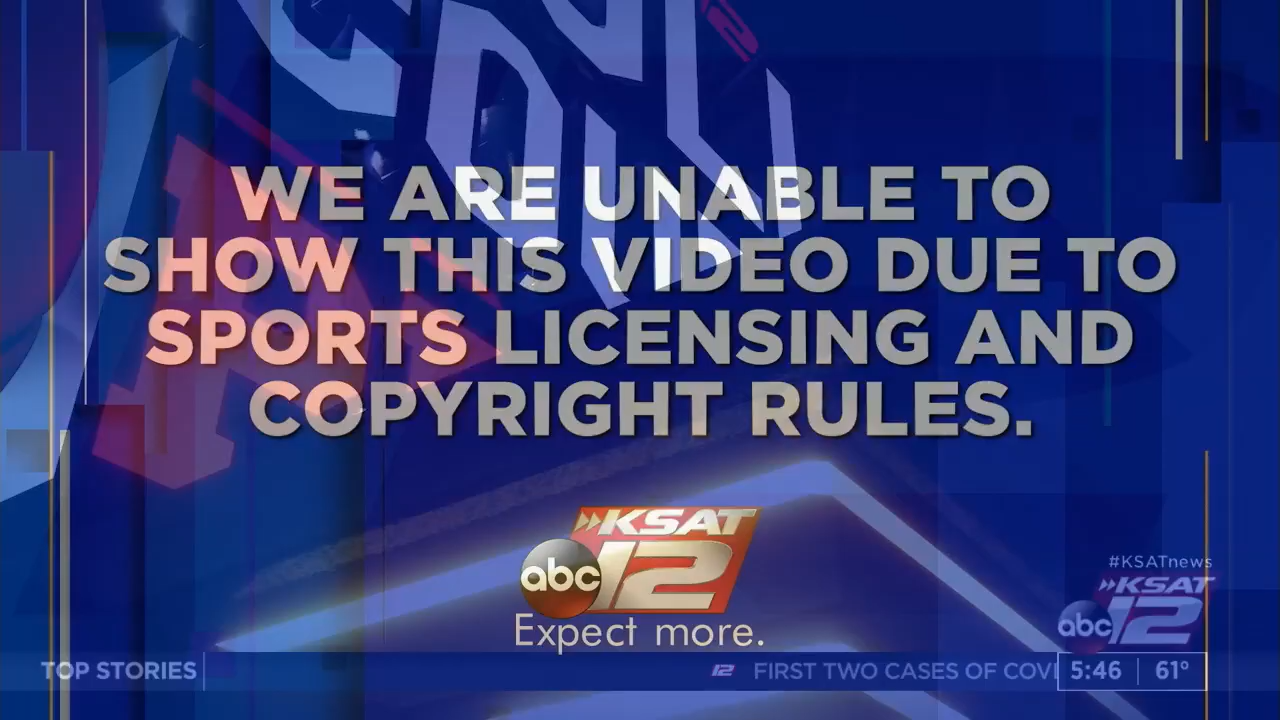 WE ARE UNABLE TO
SHOW THIS VIDEO DUE TO
SPORTS LICENSING AND
COPYRIGHT RULES.
KSAT
abc 12
Expect more.
#KSATnews
KSAT
abc 12
TOP STORIES
12 FIRST TWO CASES OF COVI
5:46 61°